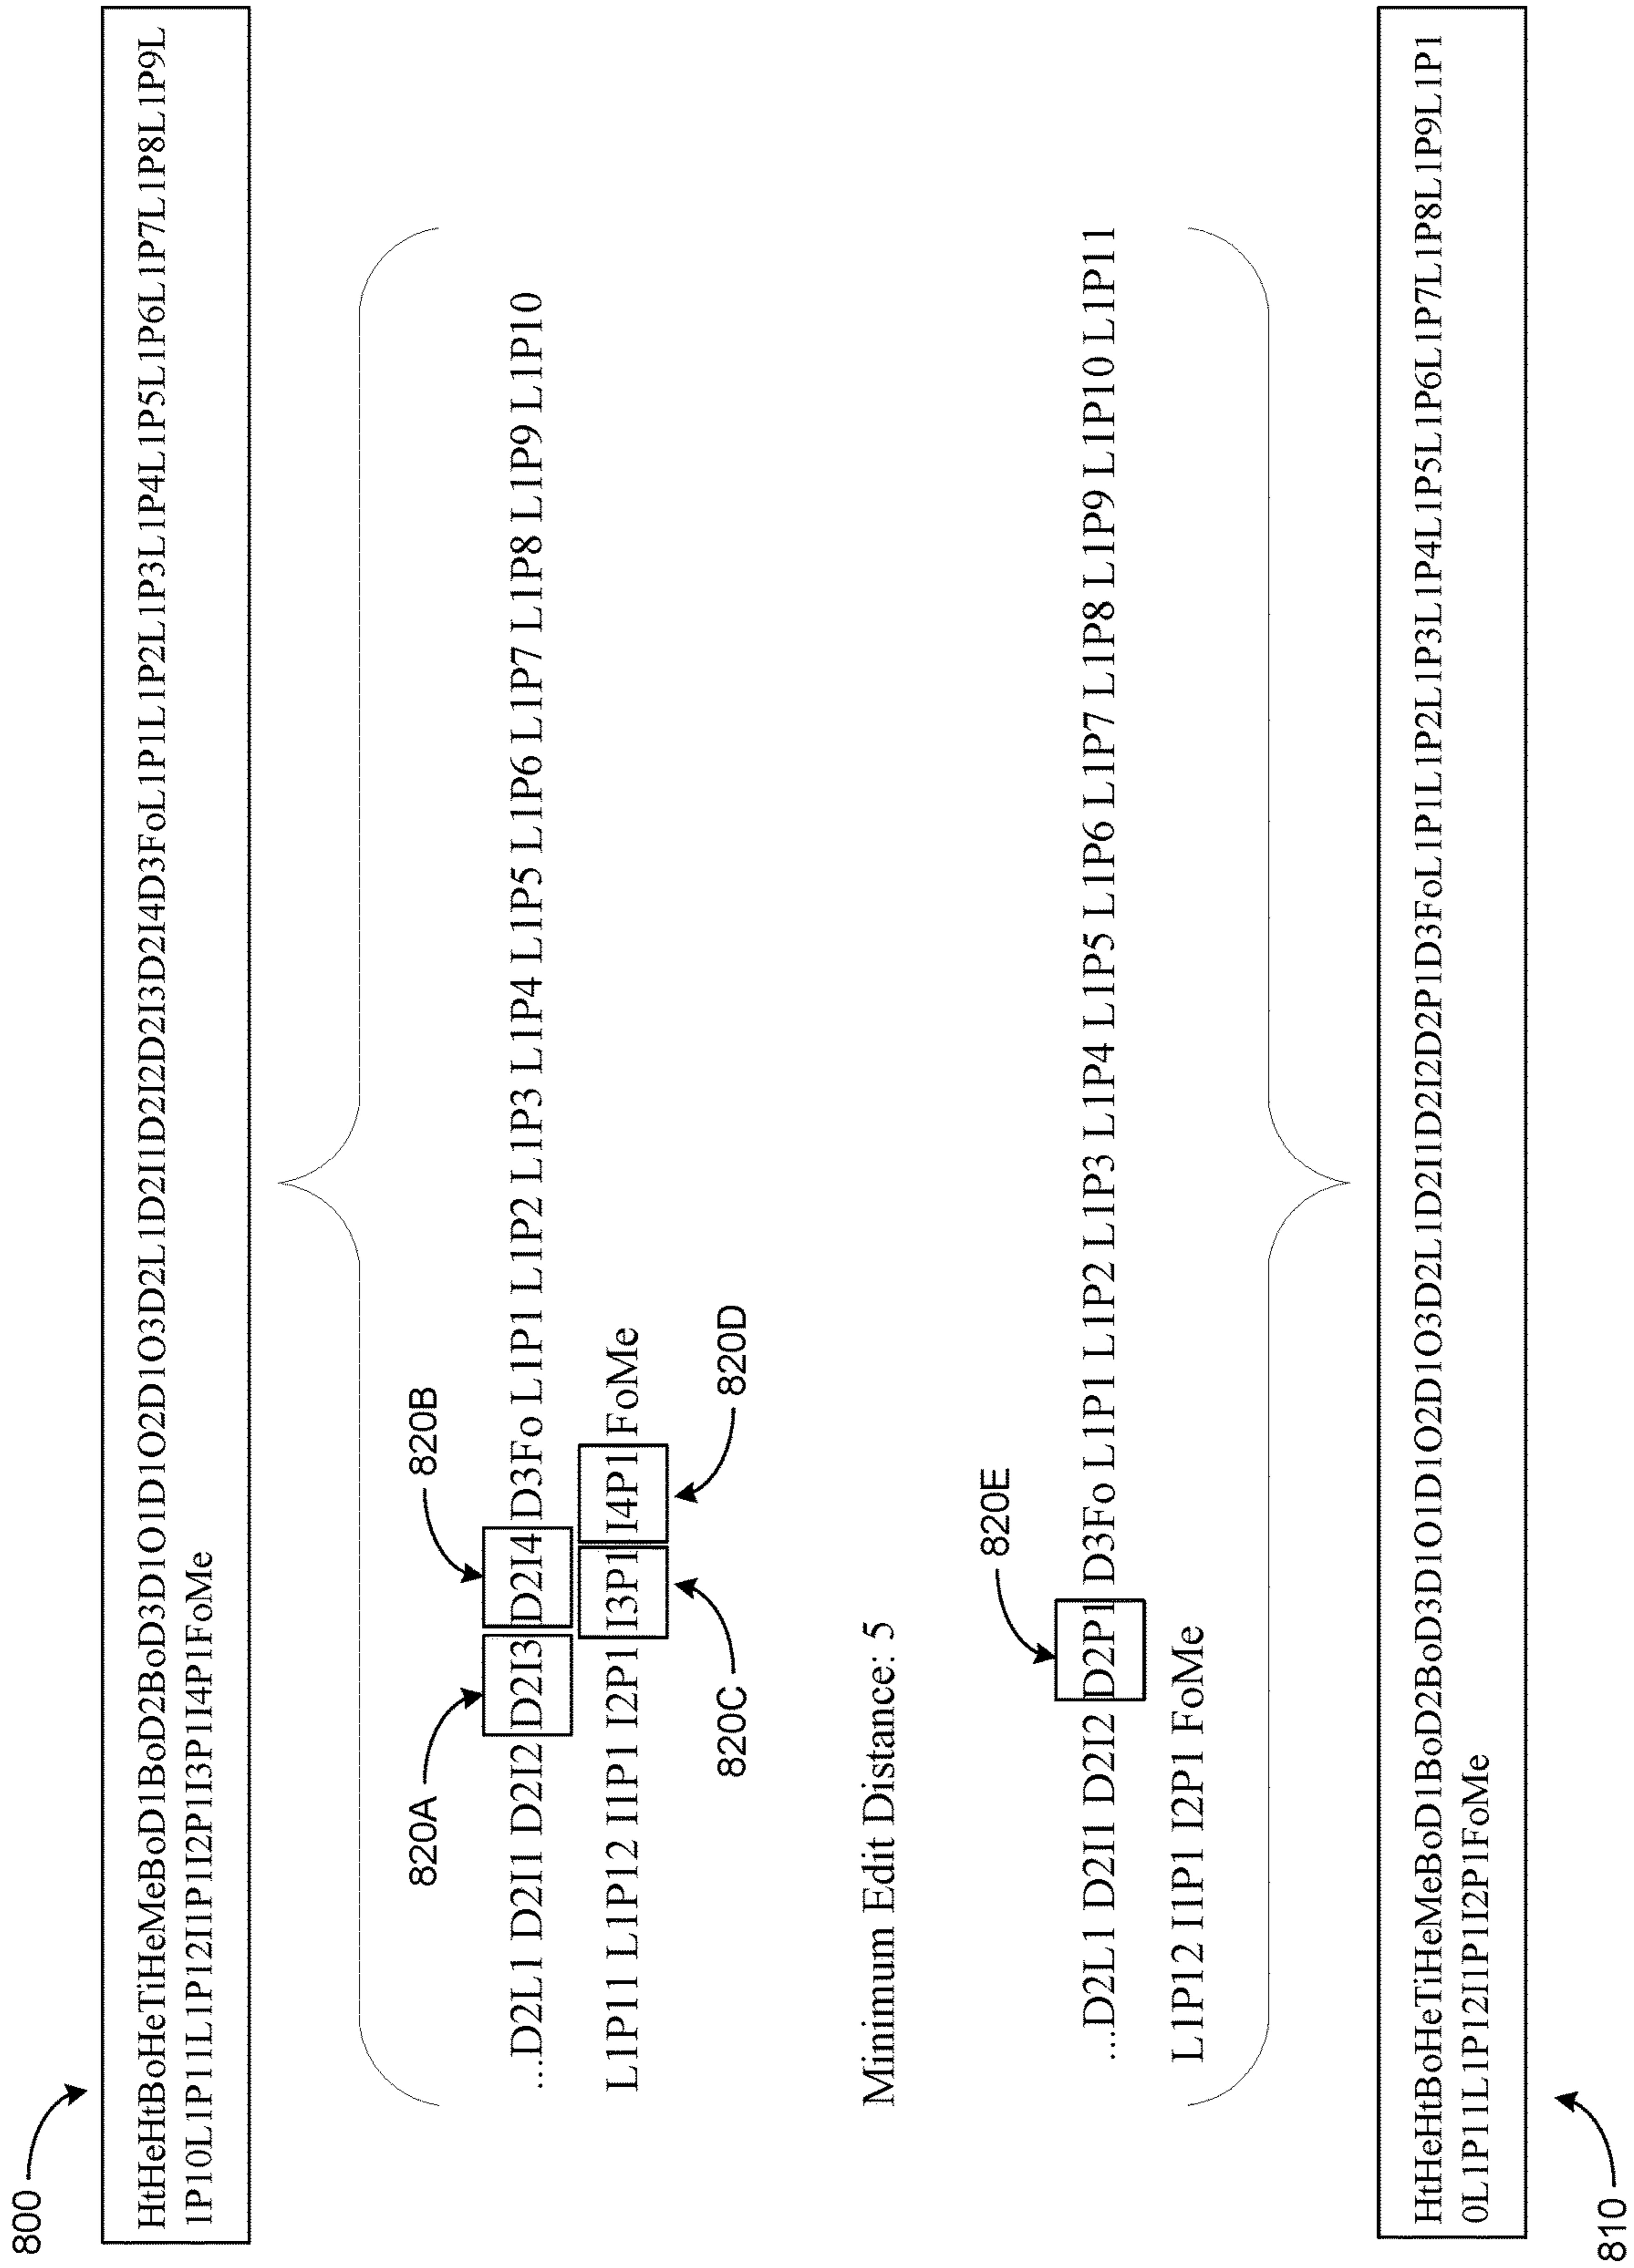 800
HtHeHtBoHeTiHeMeBoD1BoD2BoD3D1O1D1O2D1O3D2L1D2I1D2I2D2I3D2I4D3FoL1P1L1P2L1P3L1P4L1P5L1P6L1P7L1P8L1P9L
1P10L1P11L1P12I1P1I2P1I3P1I4P1FoMe
820A
820B
...D2L1 D2I1 D2I2 D2I3 D2I4 D3Fo L1P1 L1P2 L1P3 L1P4 L1P5 L1P6 L1P7 L1P8 L1P9 L1P10
L1P11 L1P12 I1P1 I2P1 I3P1 I4P1 FoMe
820C
820D
Minimum Edit Distance: 5
820E
...D2L1 D2I1 D2I2 D2P1 D3Fo L1P1 L1P2 L1P3 L1P4 L1P5 L1P6 L1P7 L1P8 L1P9 L1P10 L1P11
L1P12 I1P1 I2P1 FoMe
HtHeHtBoHeTiHeMeBoD1BoD2BoD3D1O1D1O2D1O3D2L1D2I1D2I2D2P1D3FoL1P1L1P2L1P3L1P4L1P5L1P6L1P7L1P8L1P9L1P1
0L1P11L1P12I1P1I2P1FoMe
810